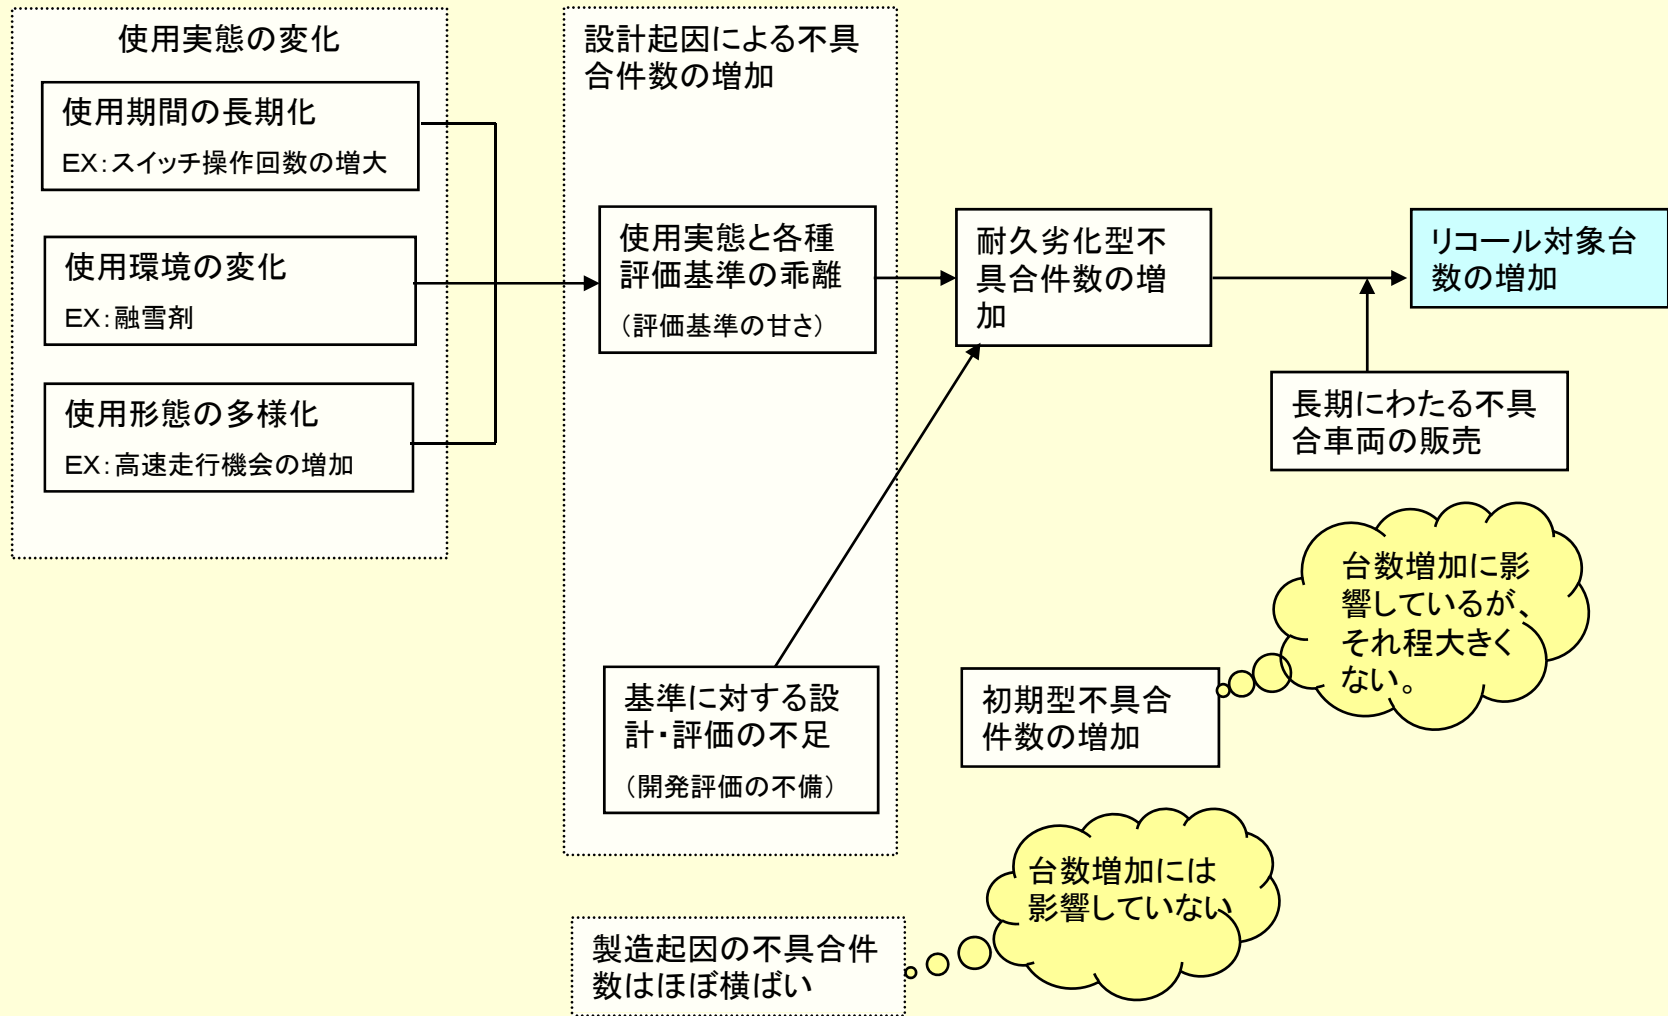 使用実態の変化
使用期間の長期化
EX:スイッチ操作回数の増大
使用環境の変化
EX:融雪剤
使用形態の多様化
EX:高速走行機会の増加
設計起因による不具
合件数の増加
使用実態と各種
評価基準の乖離
(評価基準の甘さ)
基準に対する設
計・評価の不足
(開発評価の不備)
製造起因の不具合件
数はほぼ横ばい
耐久劣化型不
具合件数の増
加
初期型不具合
件数の増加
台数増加には
影響していない
リコール対象台
数の増加
長期にわたる不具
合車両の販売
台数増加に影
響しているが、
それ程大きく
ない。